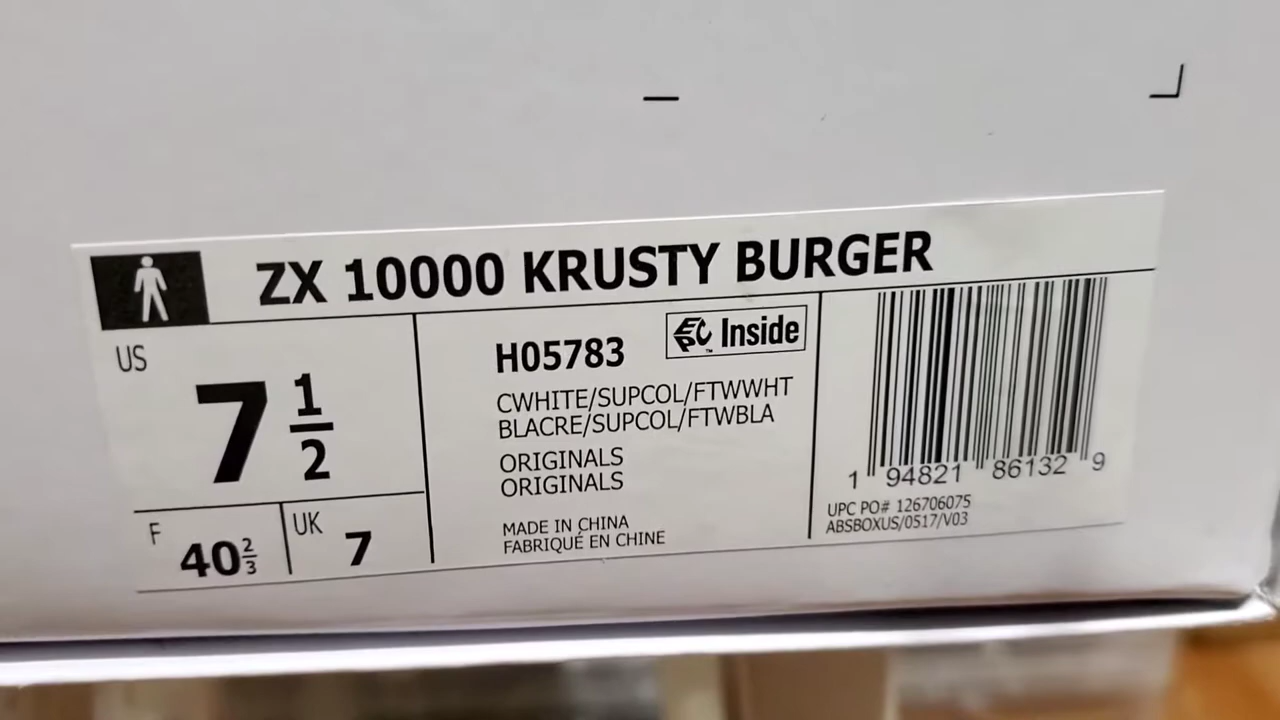 ZX 10000 KRUSTY BURGER
US
7 1/2
F
40 2/3
UK
7
H05783
EPC™ Inside
CWHITE/SUPCOL/FTWWHT
BLACRE/SUPCOL/FTWBLA
ORIGINALS
ORIGINALS
MADE IN CHINA
FABRIQUÉ EN CHINE
1 94821 86132 9
UPC PO# 126706075
ABSBOXUS/0517/V03